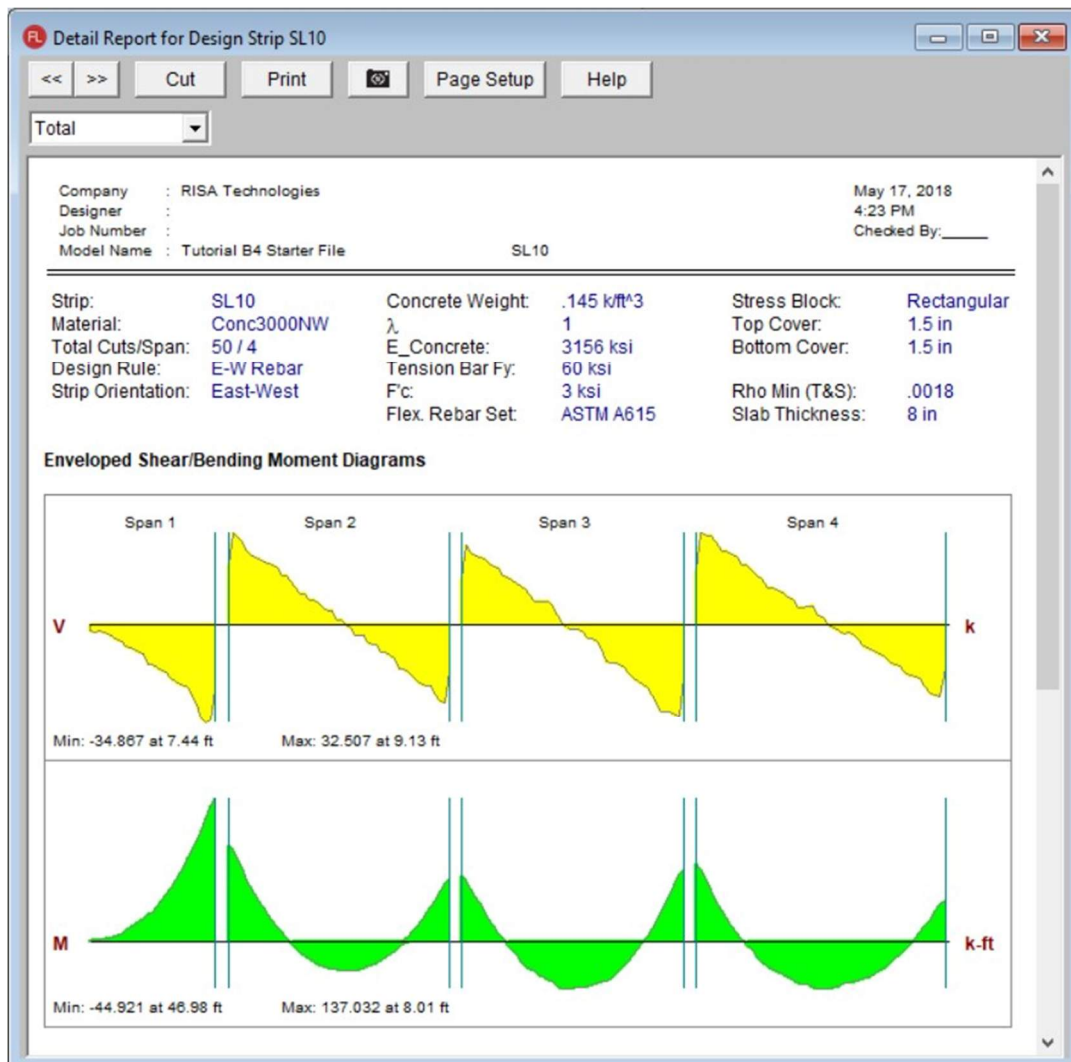 FL Detail Report for Design Strip SL10
<< >> Cut Print Page Setup Help
Total
Company : RISA Technologies May 17, 2018
Designer : 4:23 PM
Job Number : Checked By:_____
Model Name : Tutorial B4 Starter File SL10
Strip: SL10 Concrete Weight: .145 k/ft^3 Stress Block: Rectangular
Material: Conc3000NW λ 1 Top Cover: 1.5 in
Total Cuts/Span: 50 / 4 E_Concrete: 3156 ksi Bottom Cover: 1.5 in
Design Rule: E-W Rebar Tension Bar Fy: 60 ksi
Strip Orientation: East-West F'c: 3 ksi Rho Min (T&S): .0018
Flex. Rebar Set: ASTM A615 Slab Thickness: 8 in
Enveloped Shear/Bending Moment Diagrams
Span 1 Span 2 Span 3 Span 4
V k
Min: -34.867 at 7.44 ft Max: 32.507 at 9.13 ft
M k-ft
Min: -44.921 at 46.98 ft Max: 137.032 at 8.01 ft